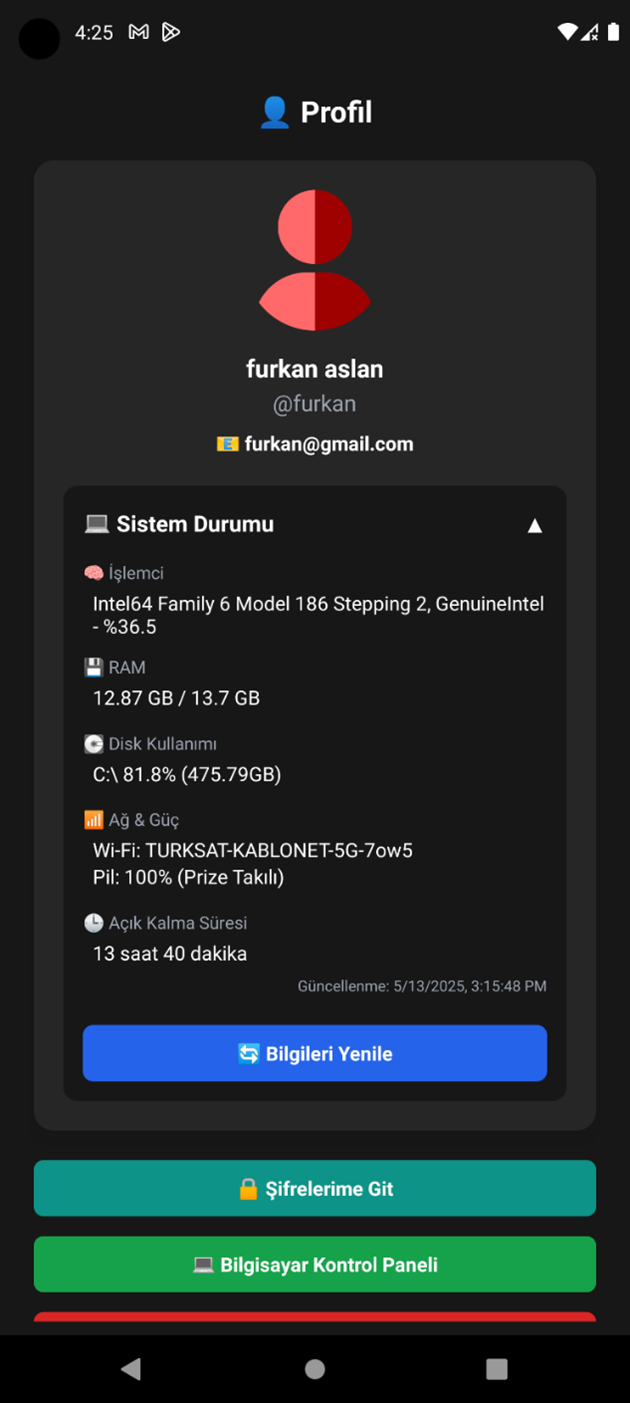 4:25
Profil
furkan aslan
@furkan
furkan@gmail.com
Sistem Durumu ▲
İşlemci
Intel64 Family 6 Model 186 Stepping 2, GenuineIntel
- %36.5
RAM
12.87 GB / 13.7 GB
Disk Kullanımı
C:\ 81.8% (475.79GB)
Ağ & Güç
Wi-Fi: TURKSAT-KABLONET-5G-7ow5
Pil: 100% (Prize Takılı)
Açık Kalma Süresi
13 saat 40 dakika
Güncellenme: 5/13/2025, 3:15:48 PM
Bilgileri Yenile
Şifrelerime Git
Bilgisayar Kontrol Paneli